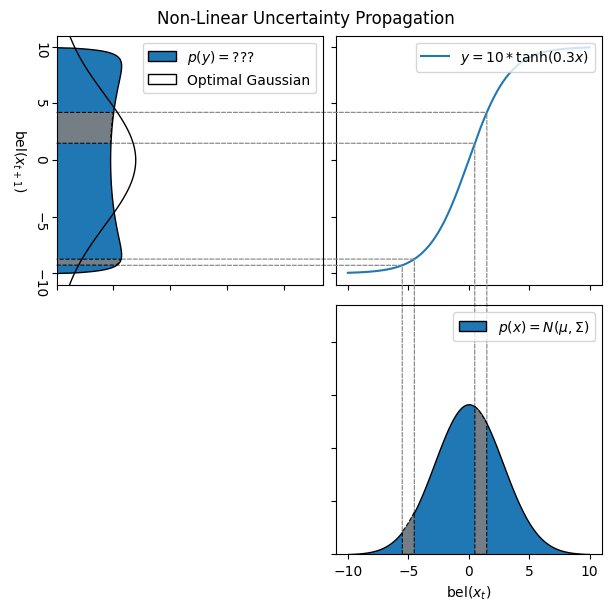 Non-Linear Uncertainty Propagation
p(y) = ???
Optimal Gaussian
y = 10 * tanh(0.3x)
10
5
0
−5
−10
bel(x_{t+1})
p(x) = N(μ, Σ)
−10 −5 0 5 10
bel(x_t)